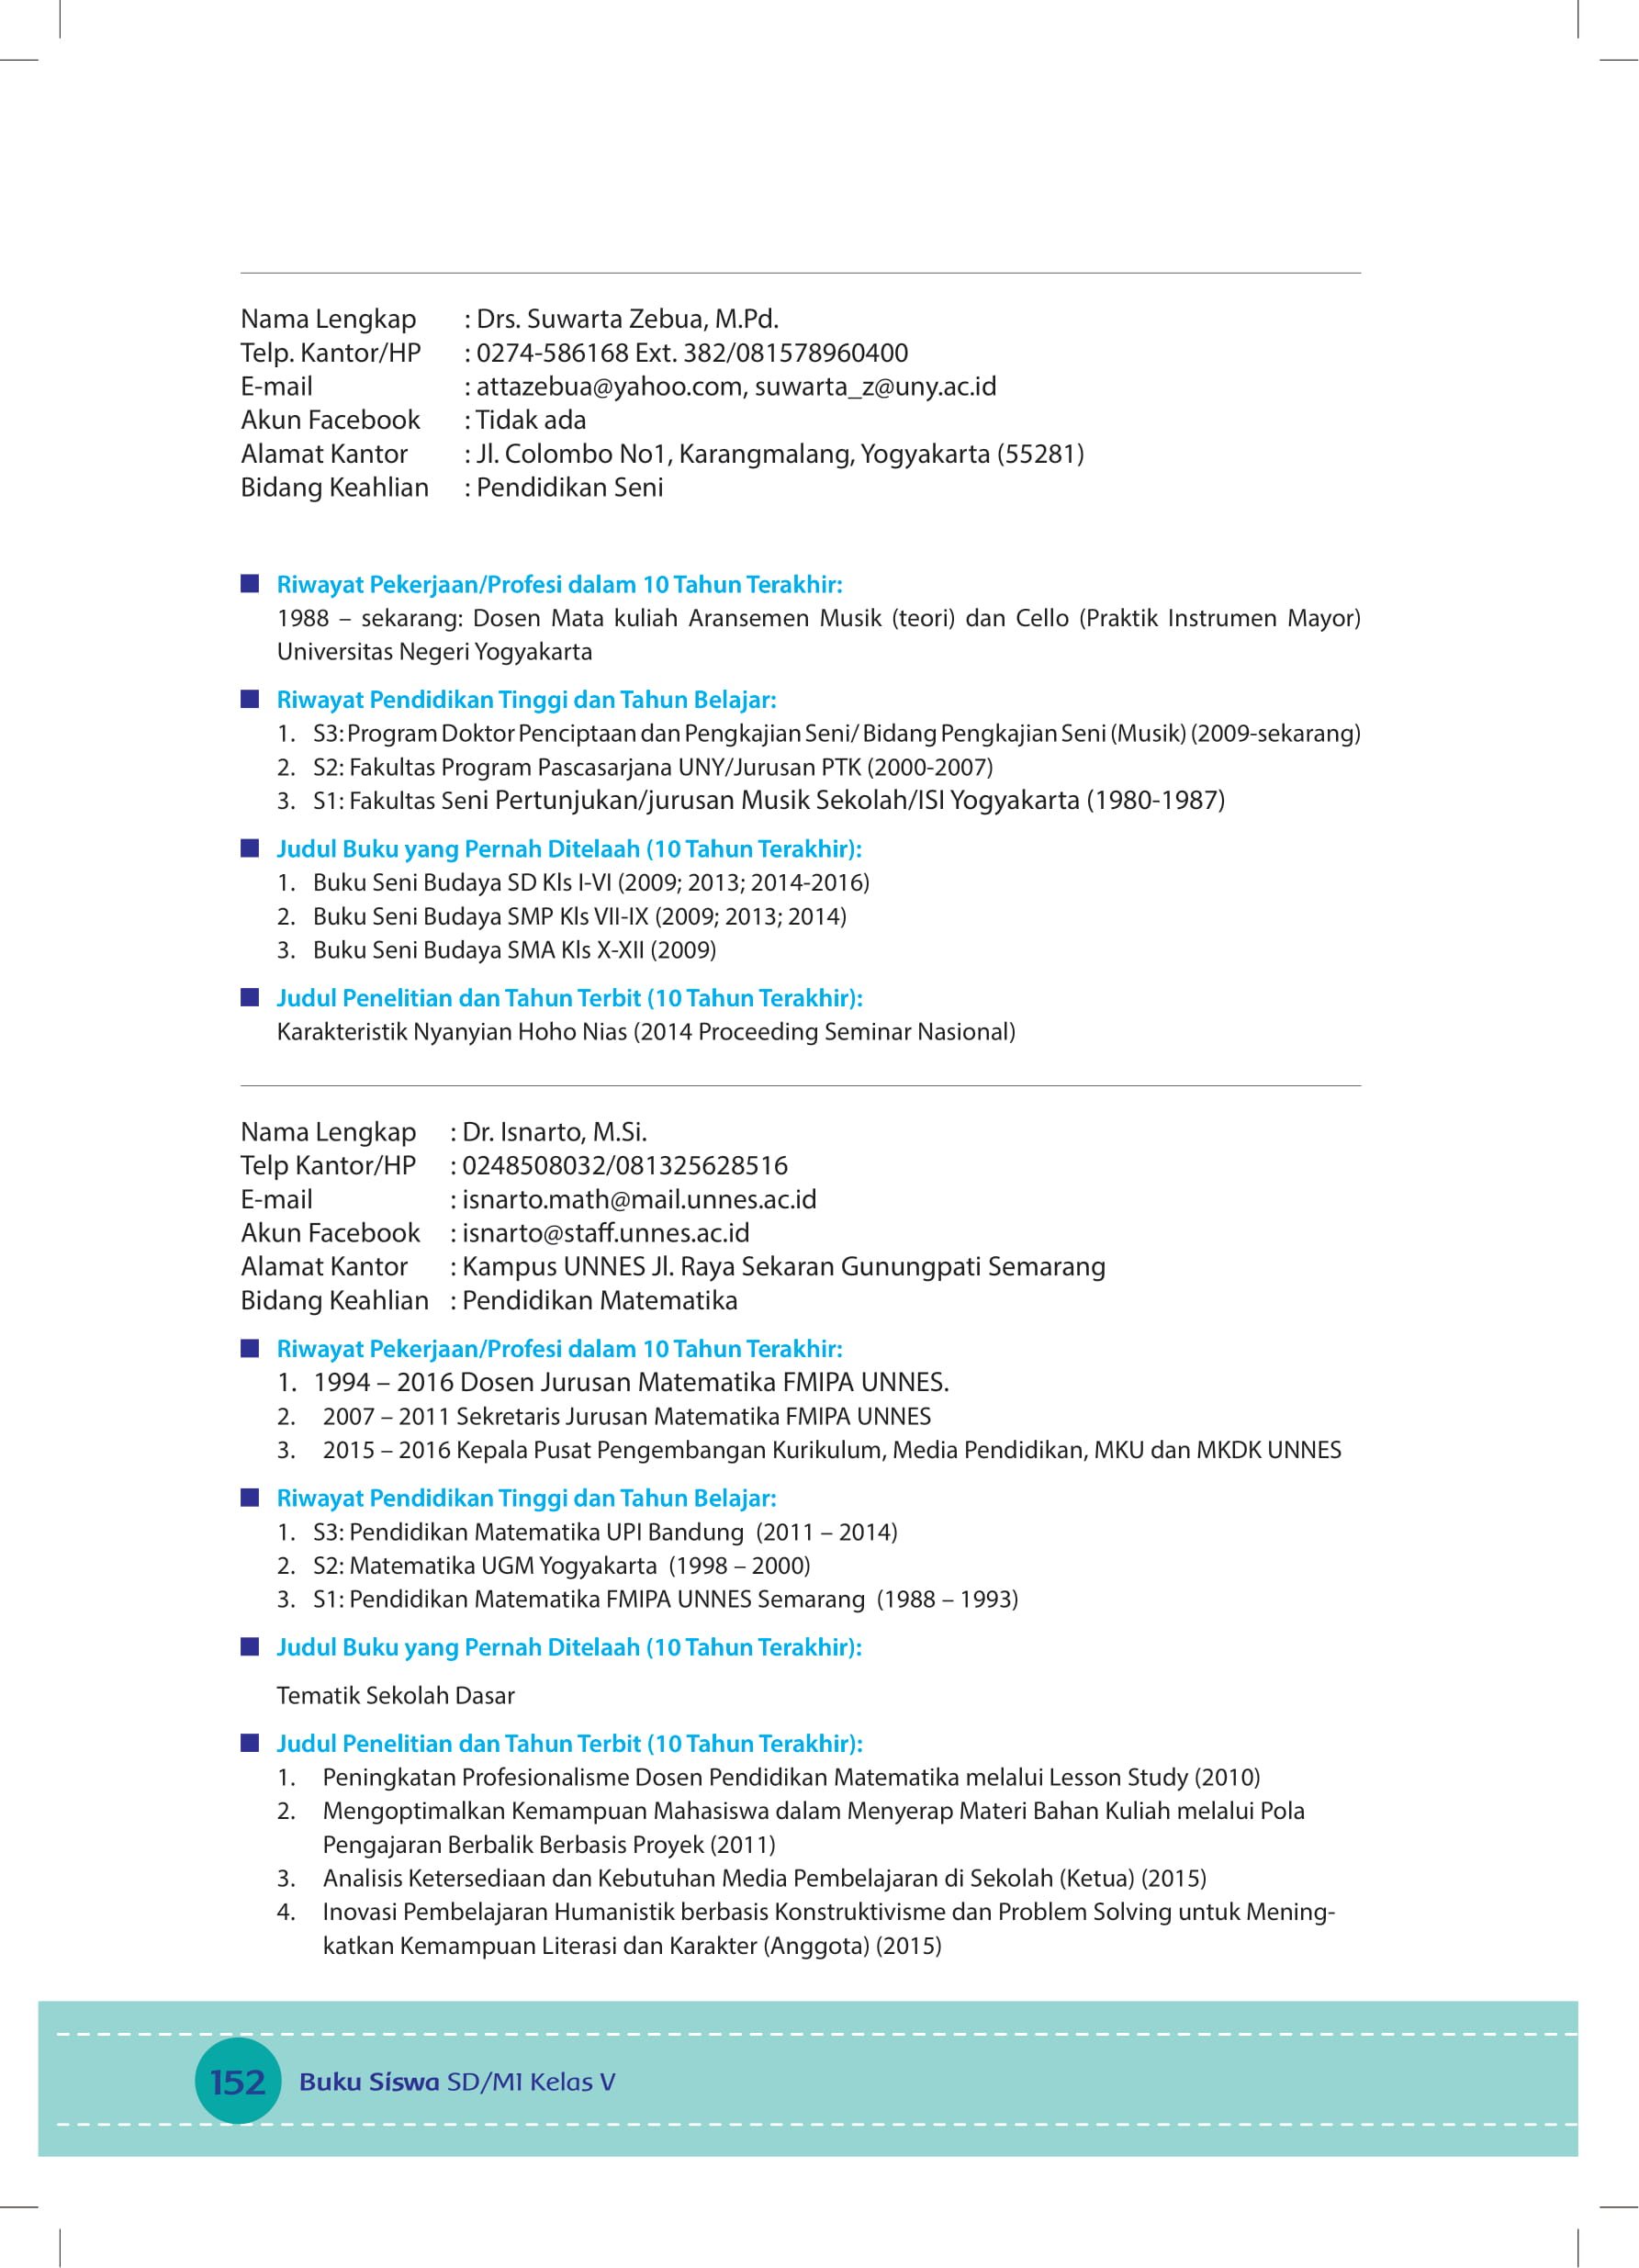 Nama Lengkap : Drs. Suwarta Zebua, M.Pd.
Telp. Kantor/HP : 0274-586168 Ext. 382/081578960400
E-mail : attazebua@yahoo.com, suwarta_z@uny.ac.id
Akun Facebook : Tidak ada
Alamat Kantor : Jl. Colombo No1, Karangmalang, Yogyakarta (55281)
Bidang Keahlian : Pendidikan Seni
Riwayat Pekerjaan/Profesi dalam 10 Tahun Terakhir:
1988 – sekarang: Dosen Mata kuliah Aransemen Musik (teori) dan Cello (Praktik Instrumen Mayor)
Universitas Negeri Yogyakarta
Riwayat Pendidikan Tinggi dan Tahun Belajar:
1. S3: Program Doktor Penciptaan dan Pengkajian Seni/ Bidang Pengkajian Seni (Musik) (2009-sekarang)
2. S2: Fakultas Program Pascasarjana UNY/Jurusan PTK (2000-2007)
3. S1: Fakultas Seni Pertunjukan/jurusan Musik Sekolah/ISI Yogyakarta (1980-1987)
Judul Buku yang Pernah Ditelaah (10 Tahun Terakhir):
1. Buku Seni Budaya SD Kls I-VI (2009; 2013; 2014-2016)
2. Buku Seni Budaya SMP Kls VII-IX (2009; 2013; 2014)
3. Buku Seni Budaya SMA Kls X-XII (2009)
Judul Penelitian dan Tahun Terbit (10 Tahun Terakhir):
Karakteristik Nyanyian Hoho Nias (2014 Proceeding Seminar Nasional)
Nama Lengkap : Dr. Isnarto, M.Si.
Telp Kantor/HP : 0248508032/081325628516
E-mail : isnarto.math@mail.unnes.ac.id
Akun Facebook : isnarto@staff.unnes.ac.id
Alamat Kantor : Kampus UNNES Jl. Raya Sekaran Gunungpati Semarang
Bidang Keahlian : Pendidikan Matematika
Riwayat Pekerjaan/Profesi dalam 10 Tahun Terakhir:
1. 1994 – 2016 Dosen Jurusan Matematika FMIPA UNNES.
2. 2007 – 2011 Sekretaris Jurusan Matematika FMIPA UNNES
3. 2015 – 2016 Kepala Pusat Pengembangan Kurikulum, Media Pendidikan, MKU dan MKDK UNNES
Riwayat Pendidikan Tinggi dan Tahun Belajar:
1. S3: Pendidikan Matematika UPI Bandung (2011 – 2014)
2. S2: Matematika UGM Yogyakarta (1998 – 2000)
3. S1: Pendidikan Matematika FMIPA UNNES Semarang (1988 – 1993)
Judul Buku yang Pernah Ditelaah (10 Tahun Terakhir):
Tematik Sekolah Dasar
Judul Penelitian dan Tahun Terbit (10 Tahun Terakhir):
1. Peningkatan Profesionalisme Dosen Pendidikan Matematika melalui Lesson Study (2010)
2. Mengoptimalkan Kemampuan Mahasiswa dalam Menyerap Materi Bahan Kuliah melalui Pola
Pengajaran Berbalik Berbasis Proyek (2011)
3. Analisis Ketersediaan dan Kebutuhan Media Pembelajaran di Sekolah (Ketua) (2015)
4. Inovasi Pembelajaran Humanistik berbasis Konstruktivisme dan Problem Solving untuk Mening-
katkan Kemampuan Literasi dan Karakter (Anggota) (2015)
152 Buku Siswa SD/MI Kelas V